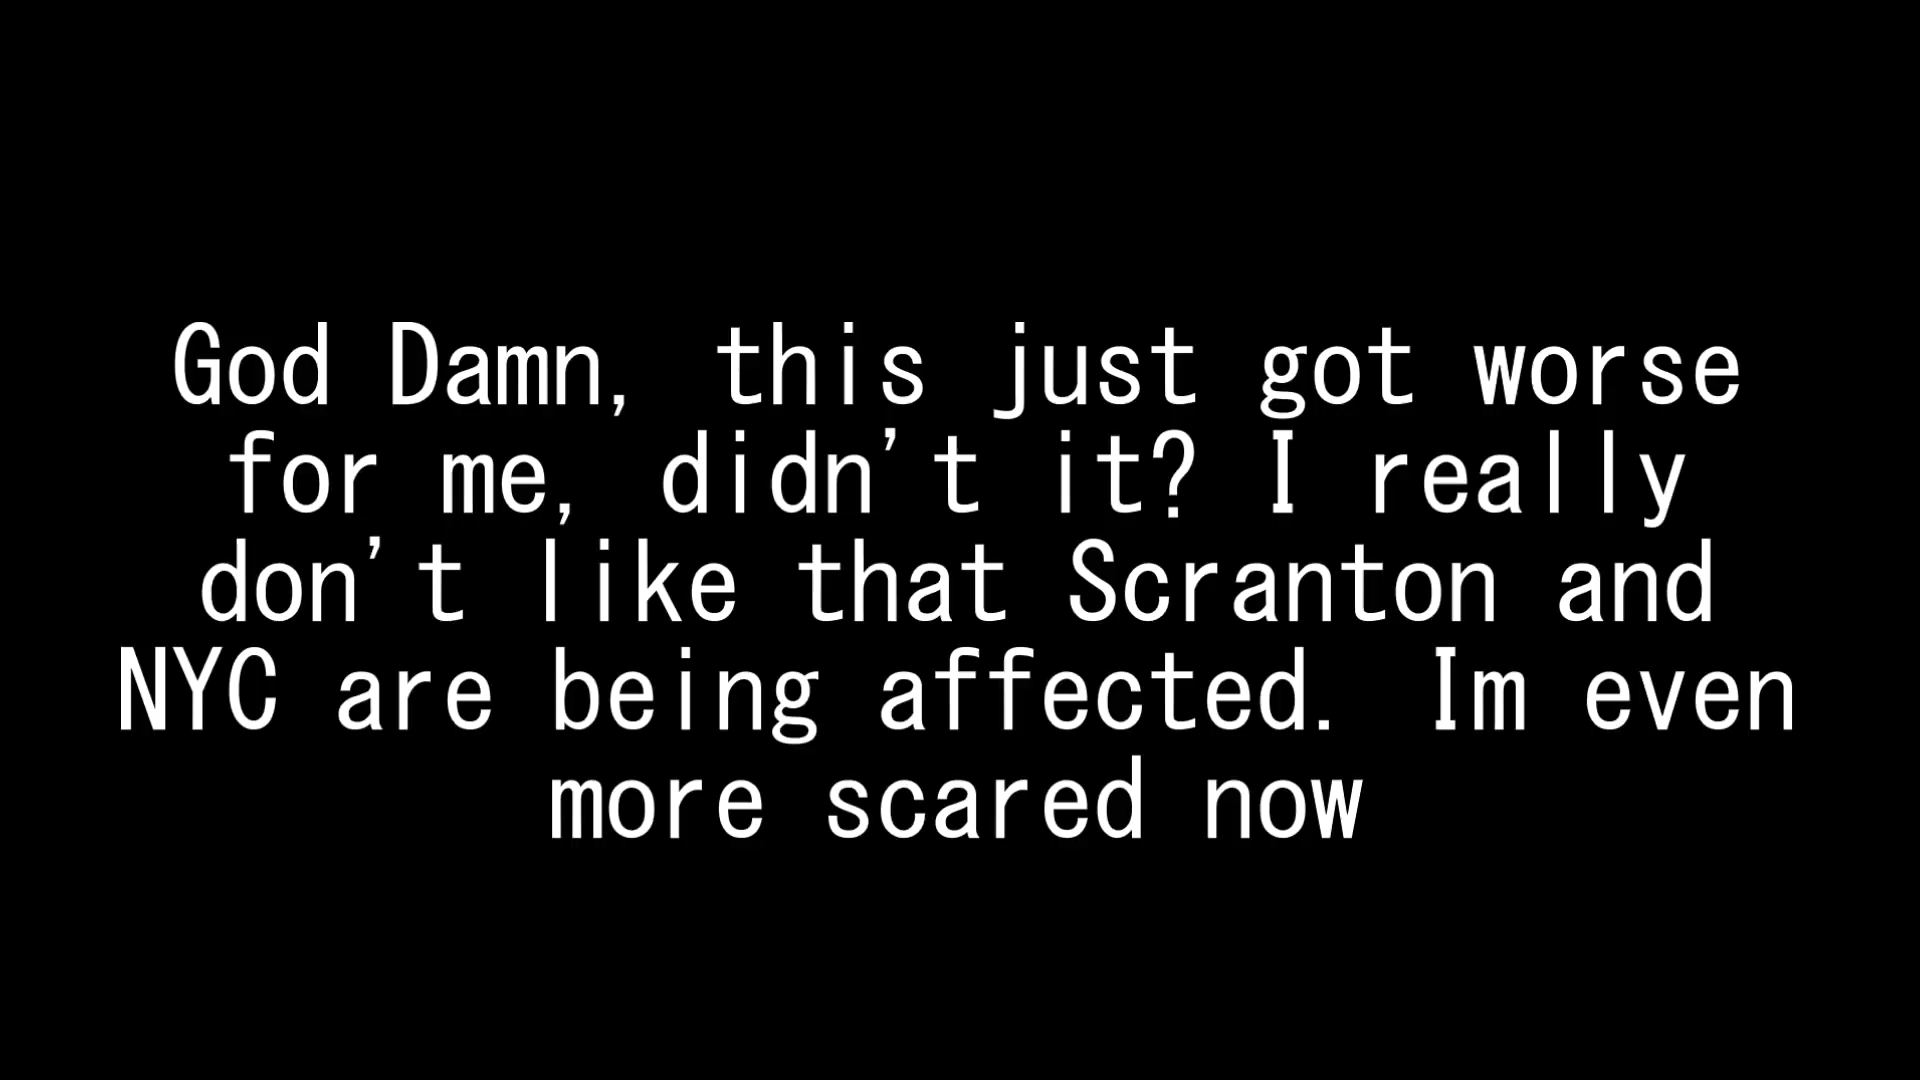 God Damn, this just got worse
for me, didn't it? I really
don't like that Scranton and
NYC are being affected. Im even
more scared now